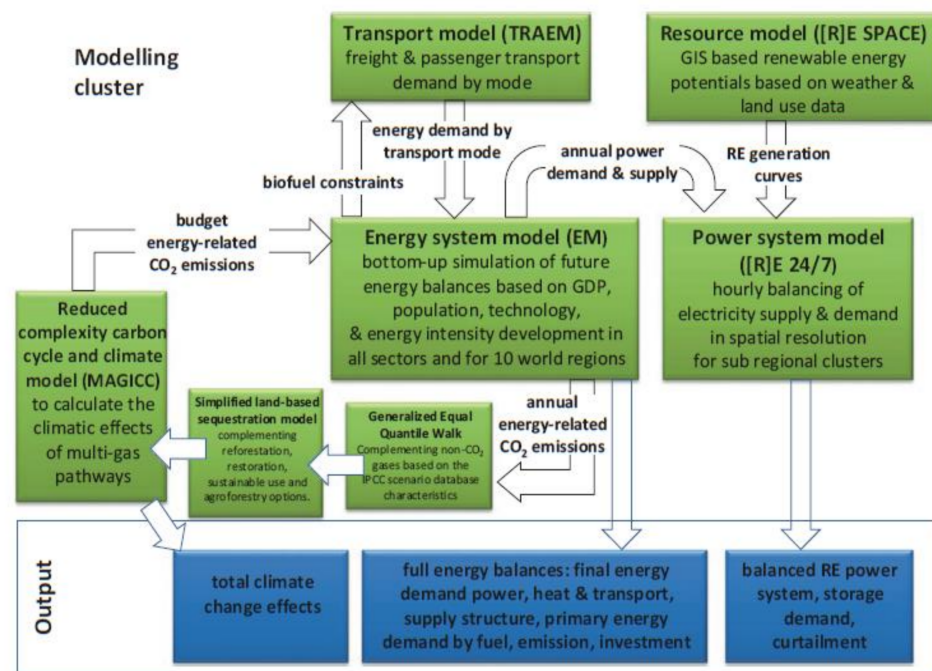 Modelling
cluster
Transport model (TRAEM)
freight & passenger transport
demand by mode
Resource model ([R]E SPACE)
GIS based renewable energy
potentials based on weather &
land use data
energy demand by
transport mode
biofuel constraints
annual power
demand & supply
RE generation
curves
budget
energy-related
CO₂ emissions
Energy system model (EM)
bottom-up simulation of future
energy balances based on GDP,
population, technology,
& energy intensity development in
all sectors and for 10 world regions
Power system model
([R]E 24/7)
hourly balancing of
electricity supply & demand
in spatial resolution
for sub regional clusters
Reduced
complexity carbon
cycle and climate
model (MAGICC)
to calculate the
climatic effects
of multi-gas
pathways
Simplified land-based
sequestration model
complementing
reforestation,
restoration,
sustainable use and
agroforestry options.
Generalized Equal
Quantile Walk
Complementing non-CO₂
gases based on the
IPCC scenario database
characteristics
annual
energy-related
CO₂ emissions
Output
total climate
change effects
full energy balances: final energy
demand power, heat & transport,
supply structure, primary energy
demand by fuel, emission, investment
balanced RE power
system, storage
demand,
curtailment